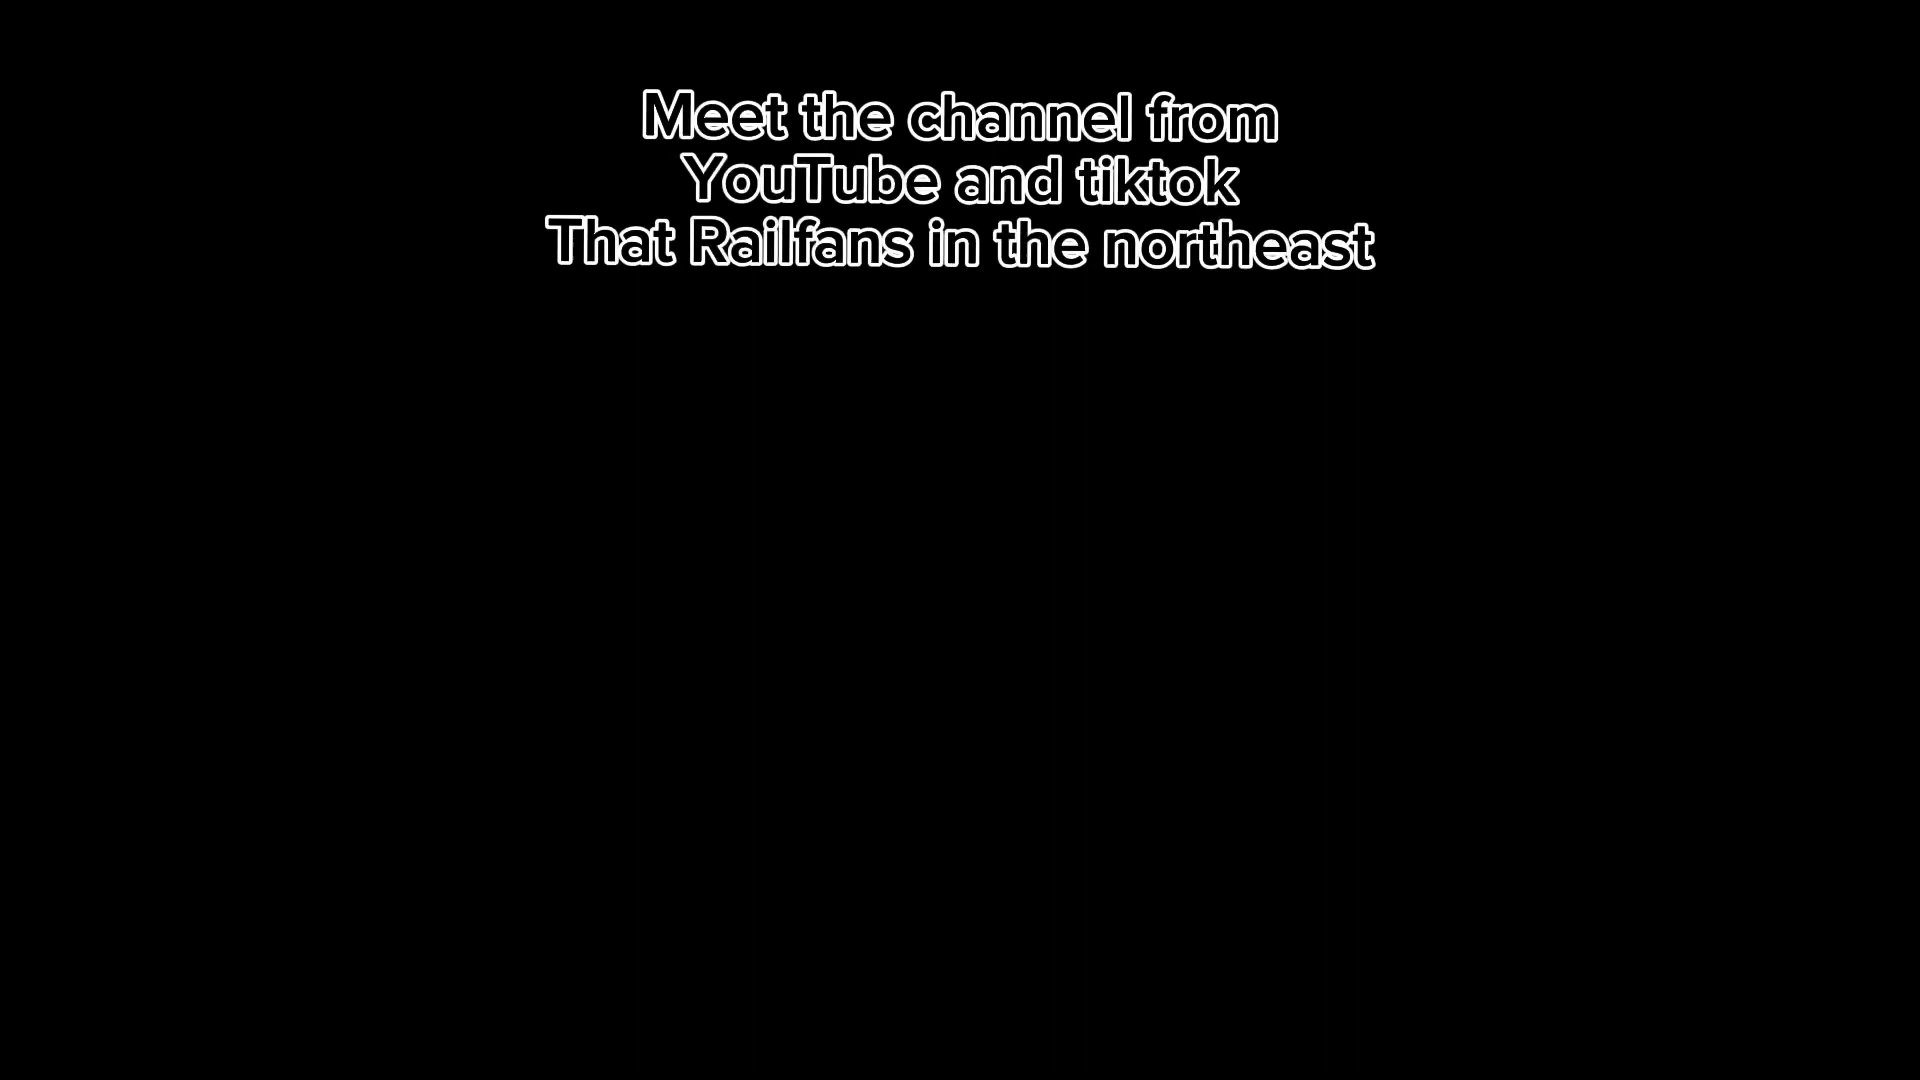 Meet the channel from
YouTube and tiktok
That Railfans in the northeast